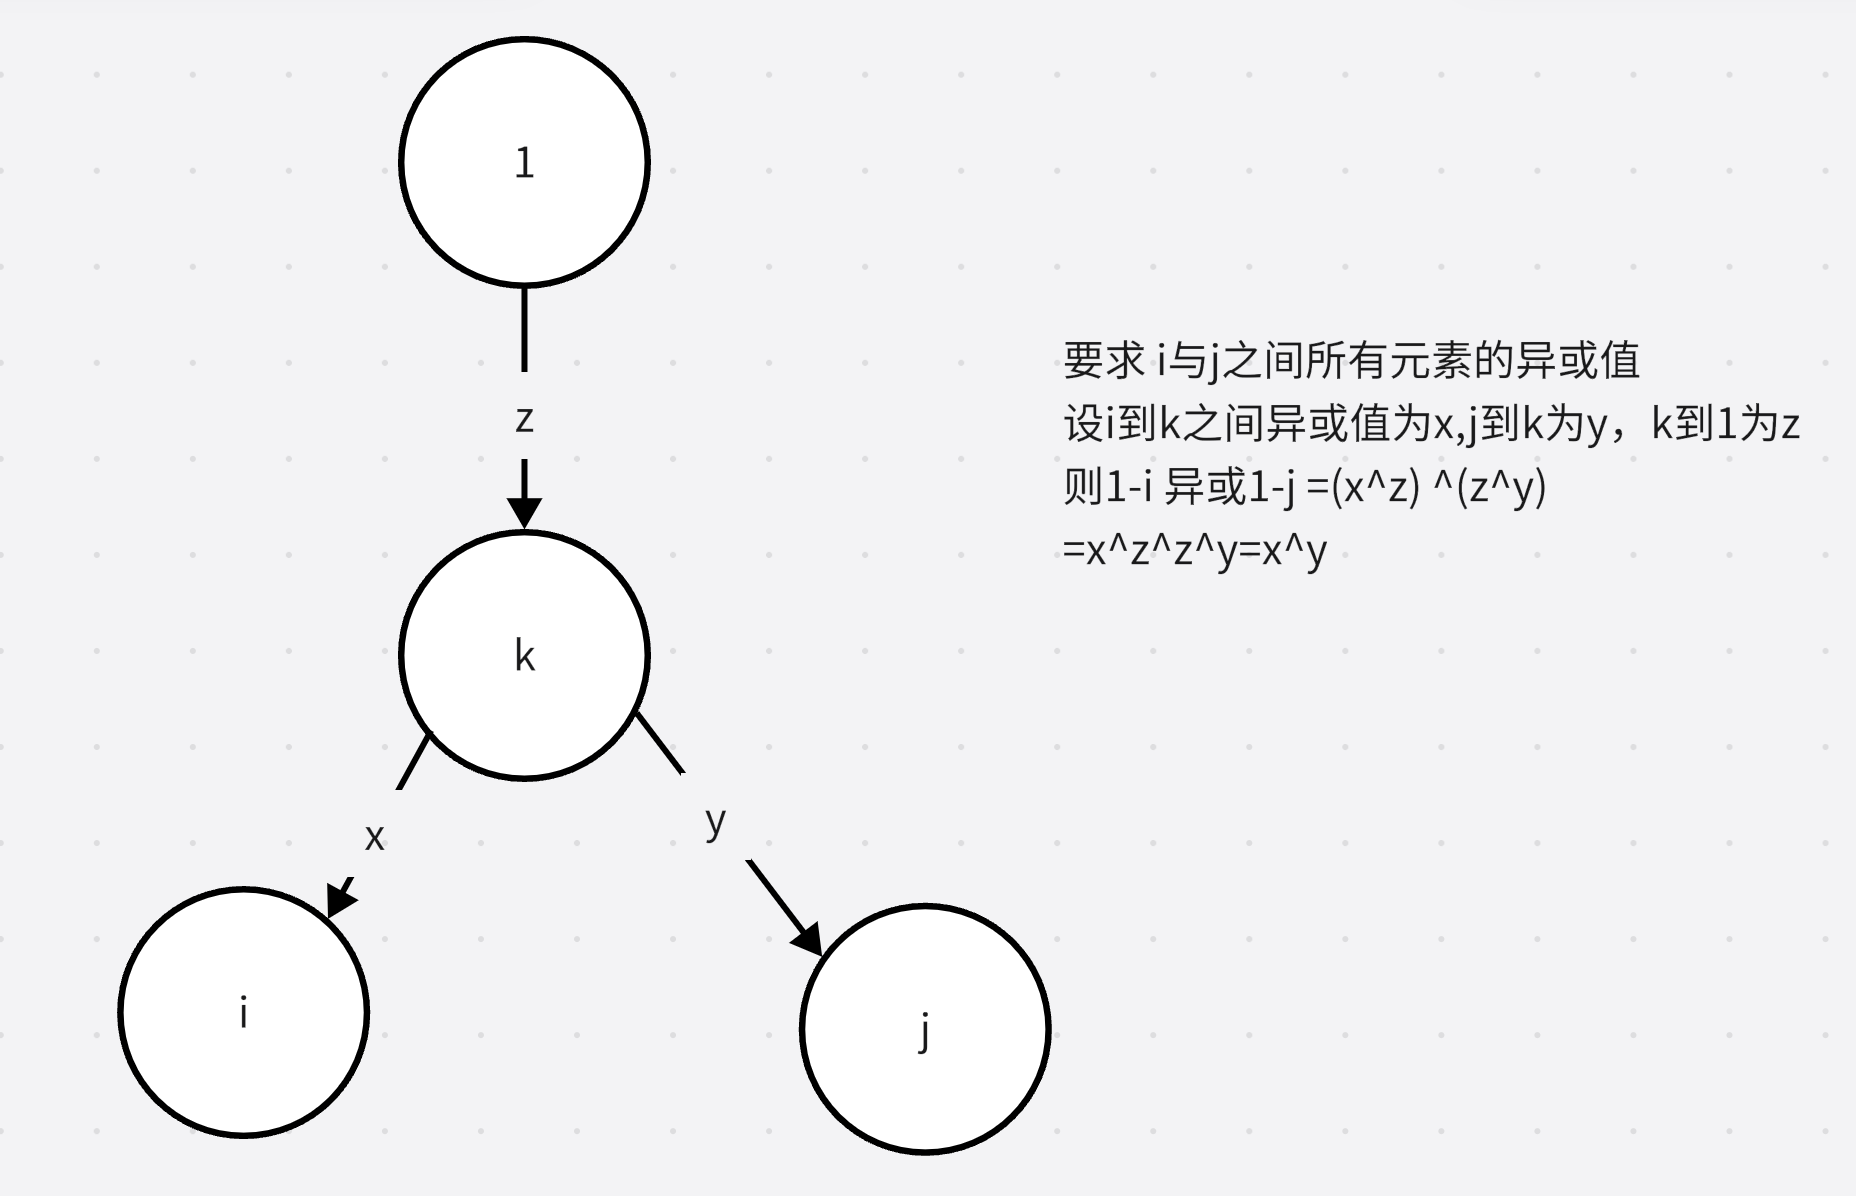 1
z
k
x
y
i
j
要求 i与j之间所有元素的异或值
设i到k之间异或值为x,j到k为y，k到1为z
则1-i 异或1-j =(x^z) ^(z^y)
=x^z^z^y=x^y